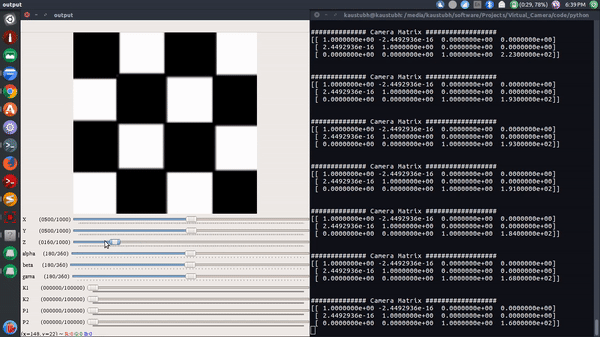 output
(0:29, 78%)
6:39 PM
output
kaustubh@kaustubh: /media/kaustubh/software/Projects/Virtual_Camera/code/python
############## Camera Matrix ##################
[[ 1.0000000e+00 -2.4492936e-16 0.0000000e+00 0.0000000e+00]
[ 2.4492936e-16 1.0000000e+00 0.0000000e+00 0.0000000e+00]
[ 0.0000000e+00 0.0000000e+00 1.0000000e+00 2.2300000e+02]]
############## Camera Matrix ##################
[[ 1.0000000e+00 -2.4492936e-16 0.0000000e+00 0.0000000e+00]
[ 2.4492936e-16 1.0000000e+00 0.0000000e+00 0.0000000e+00]
[ 0.0000000e+00 0.0000000e+00 1.0000000e+00 1.9300000e+02]]
############## Camera Matrix ##################
[[ 1.0000000e+00 -2.4492936e-16 0.0000000e+00 0.0000000e+00]
[ 2.4492936e-16 1.0000000e+00 0.0000000e+00 0.0000000e+00]
[ 0.0000000e+00 0.0000000e+00 1.0000000e+00 1.9100000e+02]]
############## Camera Matrix ##################
[[ 1.0000000e+00 -2.4492936e-16 0.0000000e+00 0.0000000e+00]
[ 2.4492936e-16 1.0000000e+00 0.0000000e+00 0.0000000e+00]
[ 0.0000000e+00 0.0000000e+00 1.0000000e+00 1.8400000e+02]]
############## Camera Matrix ##################
[[ 1.0000000e+00 -2.4492936e-16 0.0000000e+00 0.0000000e+00]
[ 2.4492936e-16 1.0000000e+00 0.0000000e+00 0.0000000e+00]
[ 0.0000000e+00 0.0000000e+00 1.0000000e+00 1.6800000e+02]]
############## Camera Matrix ##################
[[ 1.0000000e+00 -2.4492936e-16 0.0000000e+00 0.0000000e+00]
[ 2.4492936e-16 1.0000000e+00 0.0000000e+00 0.0000000e+00]
[ 0.0000000e+00 0.0000000e+00 1.0000000e+00 1.6000000e+02]]
X (0500/1000)
Y (0500/1000)
Z (0160/1000)
alpha (180/360)
beta (180/360)
gama (180/360)
K1 (000000/100000)
K2 (000000/100000)
P1 (000000/100000)
P2 (000000/100000)
(x=148, y=22) ~ R:0 G:0 B:0